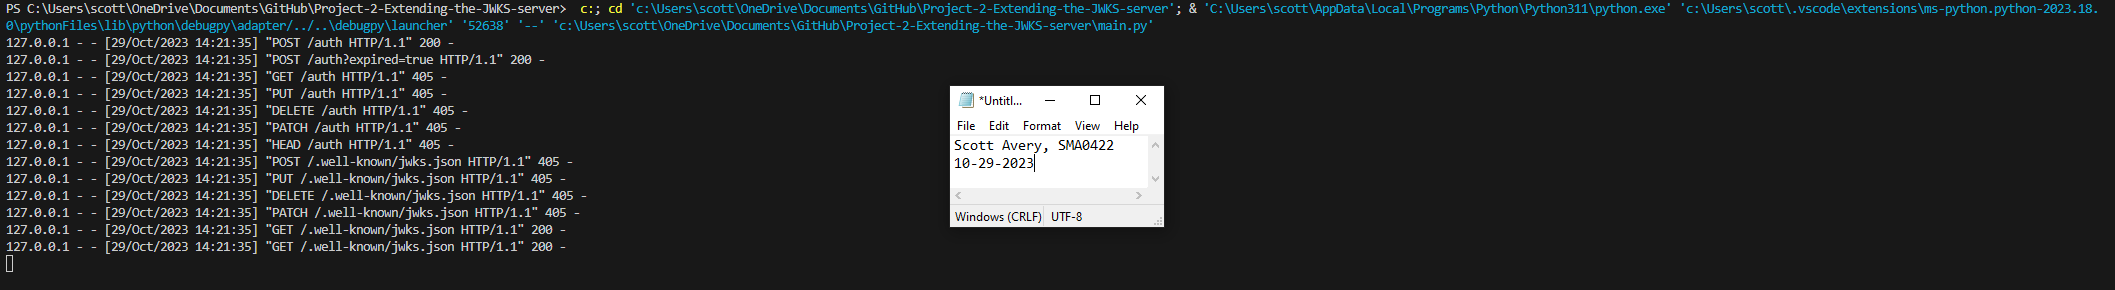 PS C:\Users\scott\OneDrive\Documents\GitHub\Project-2-Extending-the-JWKS-server>  c:; cd 'c:\Users\scott\OneDrive\Documents\GitHub\Project-2-Extending-the-JWKS-server'; & 'C:\Users\scott\AppData\Local\Programs\Python\Python311\python.exe' 'c:\Users\scott\.vscode\extensions\ms-python.python-2023.18.
0\pythonFiles\lib\python\debugpy\adapter/../..\debugpy\launcher' '52638' '--' 'c:\Users\scott\OneDrive\Documents\GitHub\Project-2-Extending-the-JWKS-server\main.py'
127.0.0.1 - - [29/Oct/2023 14:21:35] "POST /auth HTTP/1.1" 200 -
127.0.0.1 - - [29/Oct/2023 14:21:35] "POST /auth?expired=true HTTP/1.1" 200 -
127.0.0.1 - - [29/Oct/2023 14:21:35] "GET /auth HTTP/1.1" 405 -
127.0.0.1 - - [29/Oct/2023 14:21:35] "PUT /auth HTTP/1.1" 405 -
127.0.0.1 - - [29/Oct/2023 14:21:35] "DELETE /auth HTTP/1.1" 405 -
127.0.0.1 - - [29/Oct/2023 14:21:35] "PATCH /auth HTTP/1.1" 405 -
127.0.0.1 - - [29/Oct/2023 14:21:35] "HEAD /auth HTTP/1.1" 405 -
127.0.0.1 - - [29/Oct/2023 14:21:35] "POST /.well-known/jwks.json HTTP/1.1" 405 -
127.0.0.1 - - [29/Oct/2023 14:21:35] "PUT /.well-known/jwks.json HTTP/1.1" 405 -
127.0.0.1 - - [29/Oct/2023 14:21:35] "DELETE /.well-known/jwks.json HTTP/1.1" 405 -
127.0.0.1 - - [29/Oct/2023 14:21:35] "PATCH /.well-known/jwks.json HTTP/1.1" 405 -
127.0.0.1 - - [29/Oct/2023 14:21:35] "GET /.well-known/jwks.json HTTP/1.1" 200 -
127.0.0.1 - - [29/Oct/2023 14:21:35] "GET /.well-known/jwks.json HTTP/1.1" 200 -
*Untitl...
File Edit Format View Help
Scott Avery, SMA0422
10-29-2023
Windows (CRLF) UTF-8